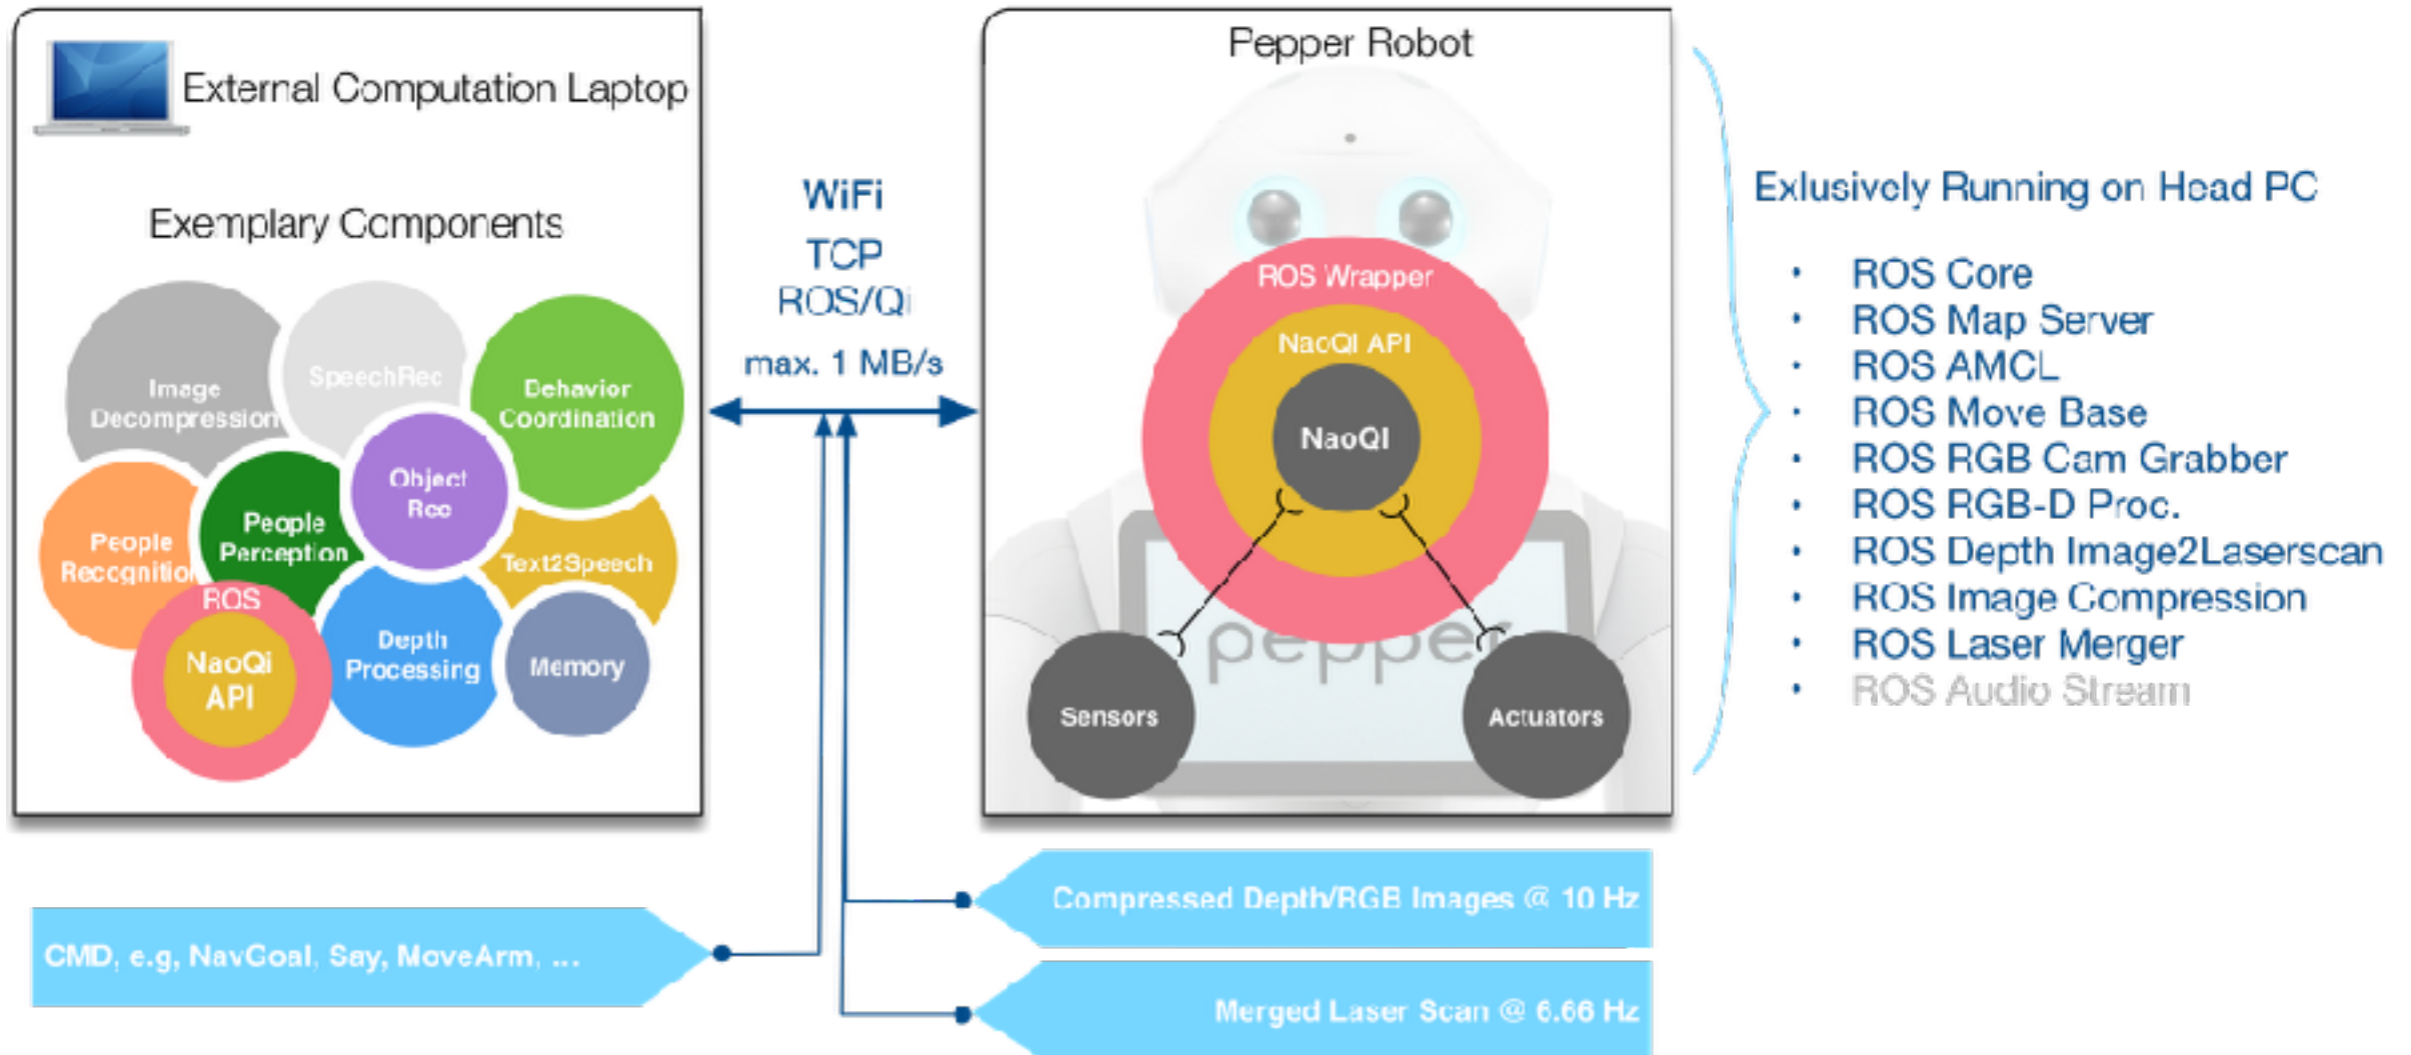 External Computation Laptop
Exemplary Components
Image
Decompression
SpeechRec
Behavior
Coordination
Object
Rec
People
Recognition
People
Perception
Text2Speech
ROS
NaoQi
API
Depth
Processing
Memory
WiFi
TCP
ROS/Qi
max. 1 MB/s
Pepper Robot
ROS Wrapper
NaoQI API
NaoQI
pepper
Sensors
Actuators
Exlusively Running on Head PC
• ROS Core
• ROS Map Server
• ROS AMCL
• ROS Move Base
• ROS RGB Cam Grabber
• ROS RGB-D Proc.
• ROS Depth Image2Laserscan
• ROS Image Compression
• ROS Laser Merger
• ROS Audio Stream
CMD, e.g, NavGoal, Say, MoveArm, ...
Compressed Depth/RGB Images @ 10 Hz
Merged Laser Scan @ 6.66 Hz